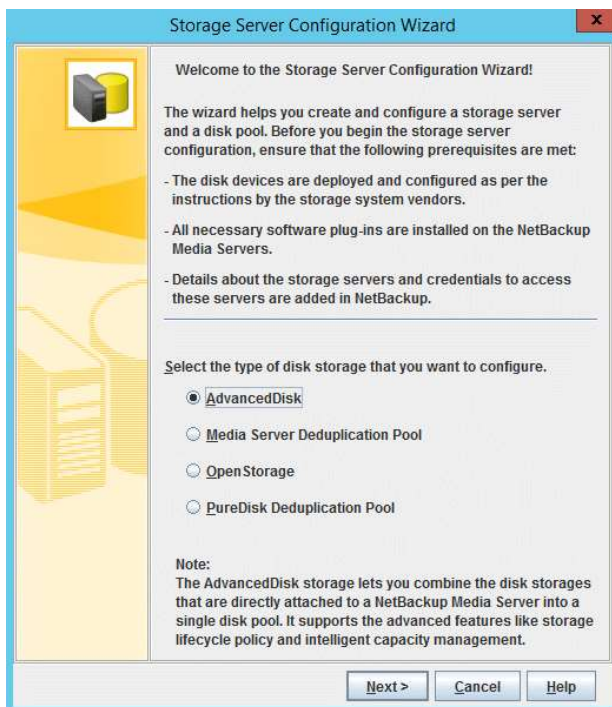 Storage Server Configuration Wizard
x
Welcome to the Storage Server Configuration Wizard!
The wizard helps you create and configure a storage server
and a disk pool. Before you begin the storage server
configuration, ensure that the following prerequisites are met:
- The disk devices are deployed and configured as per the
instructions by the storage system vendors.
- All necessary software plug-ins are installed on the NetBackup
Media Servers.
- Details about the storage servers and credentials to access
these servers are added in NetBackup.
Select the type of disk storage that you want to configure.
AdvancedDisk
Media Server Deduplication Pool
OpenStorage
PureDisk Deduplication Pool
Note:
The AdvancedDisk storage lets you combine the disk storages
that are directly attached to a NetBackup Media Server into a
single disk pool. It supports the advanced features like storage
lifecycle policy and intelligent capacity management.
Next >
Cancel
Help